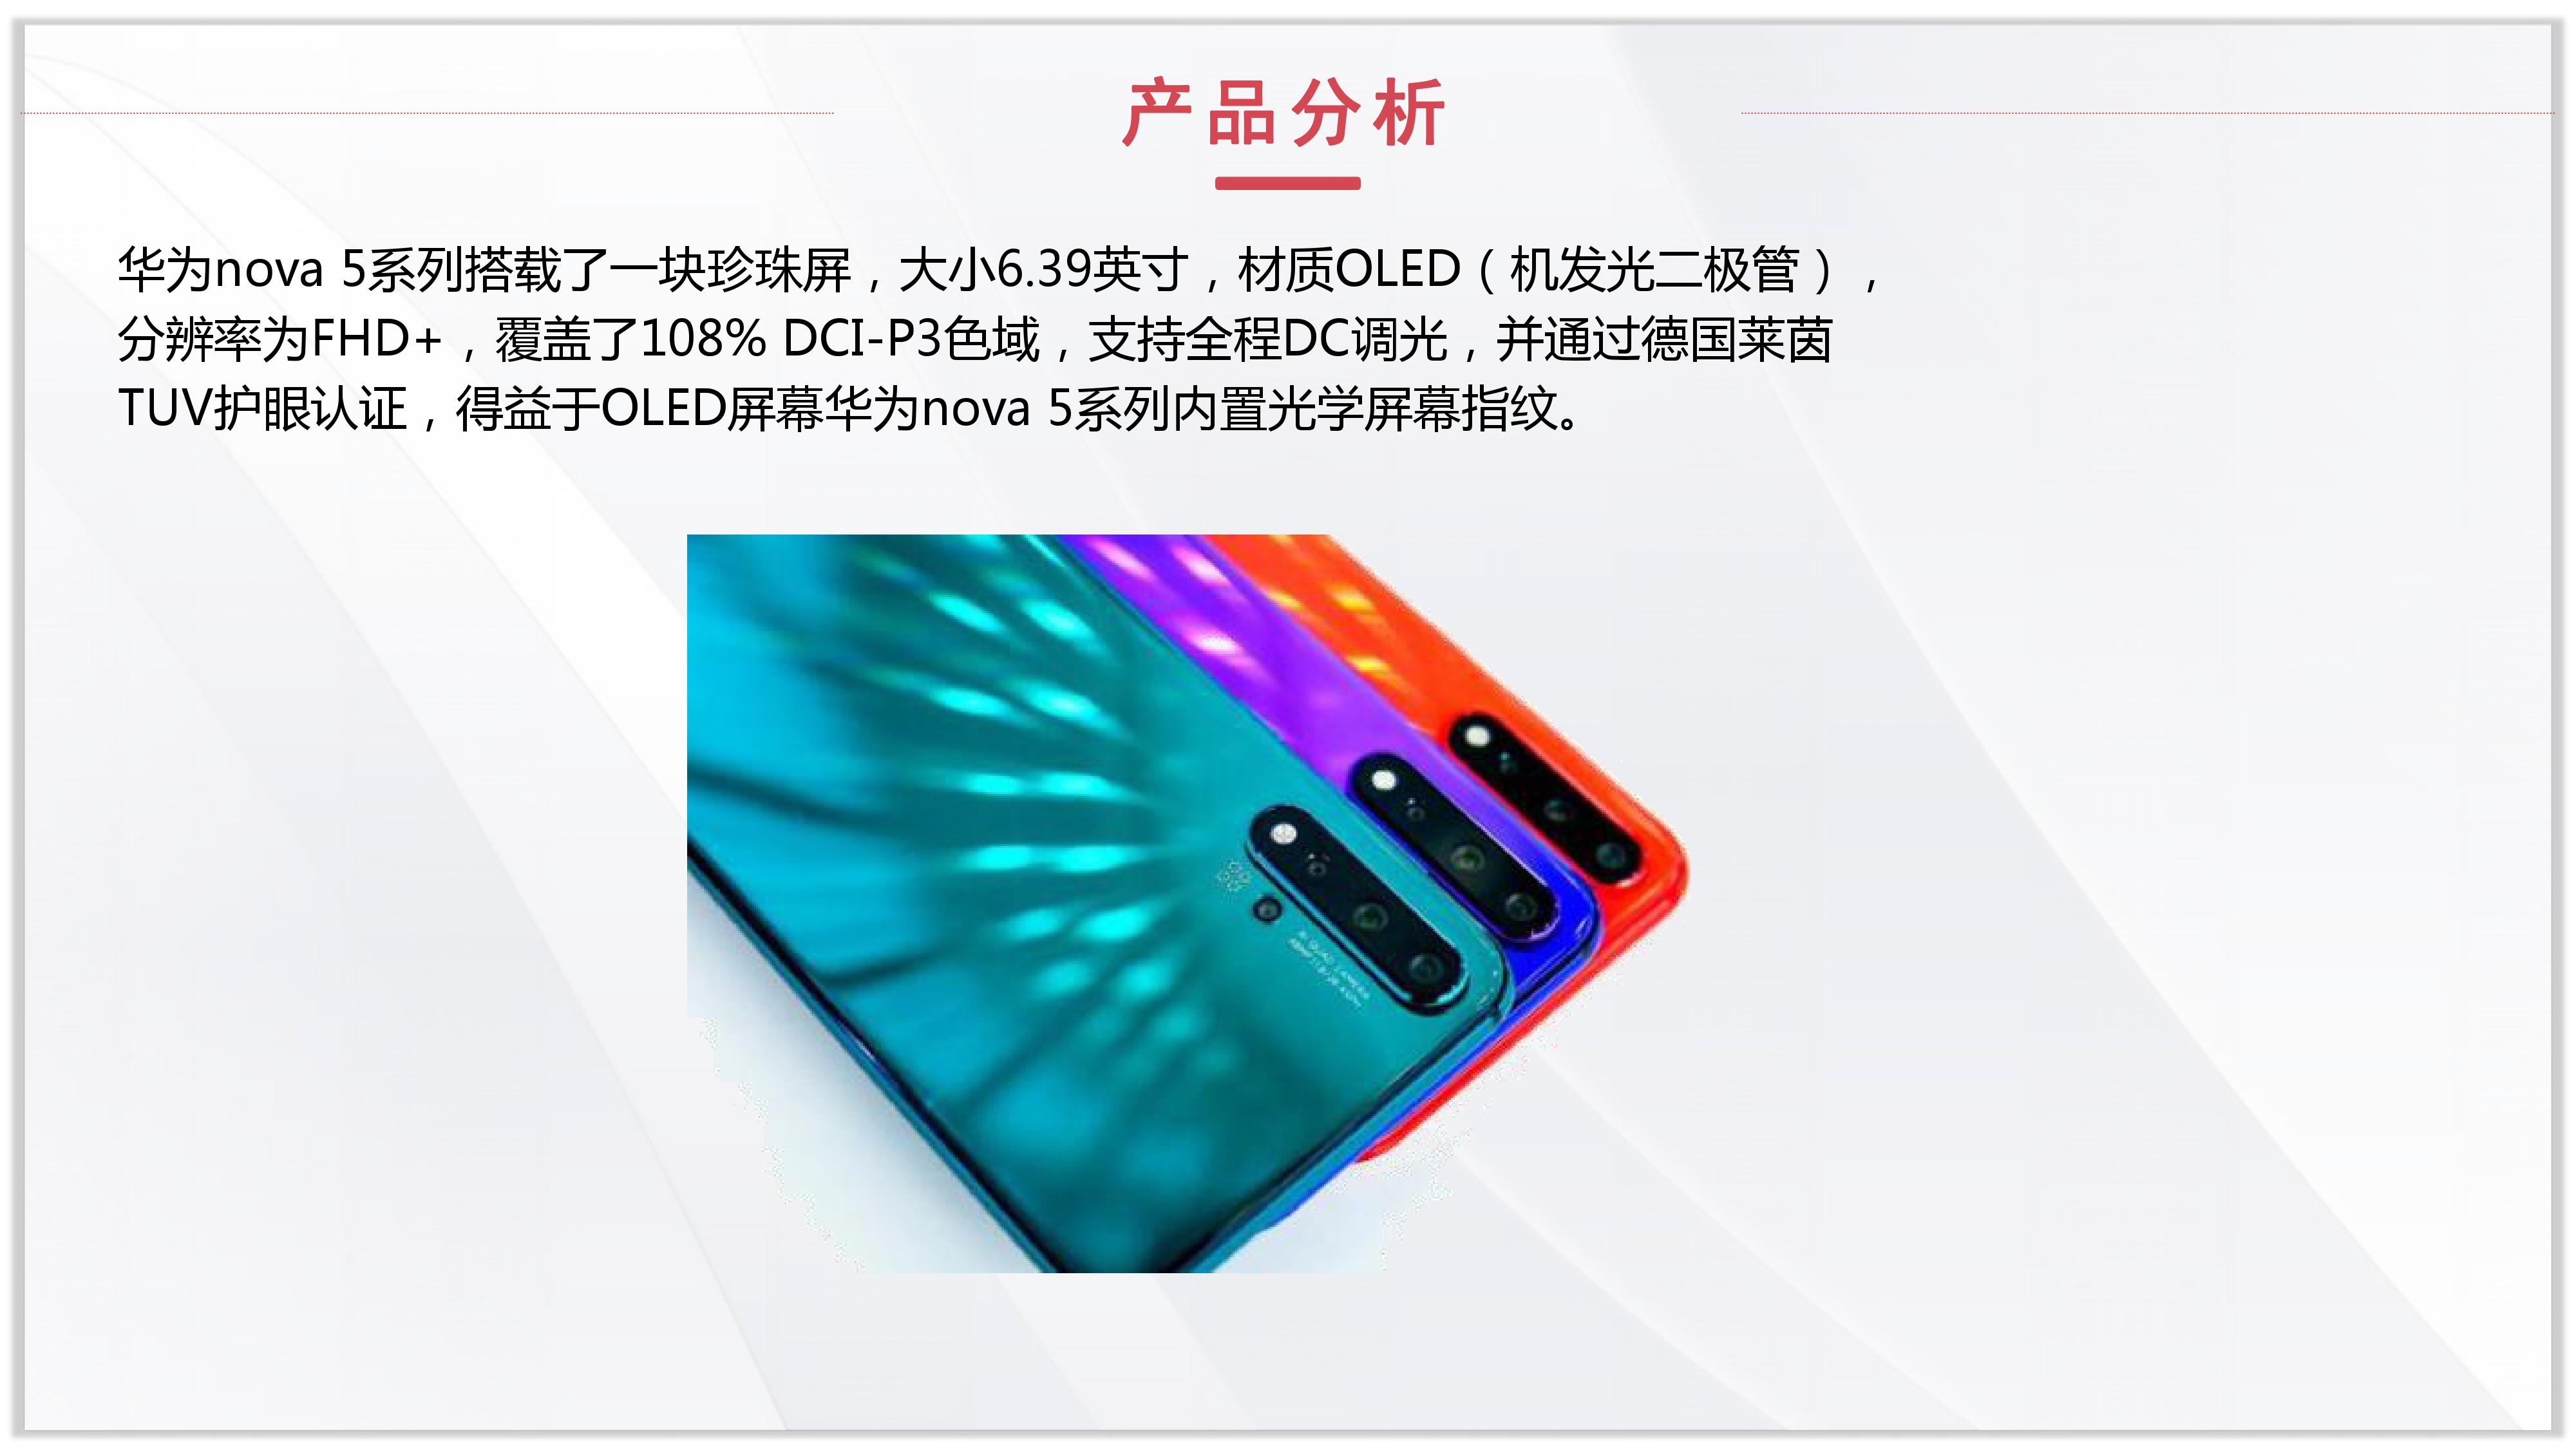 产品分析
华为nova 5系列搭载了一块珍珠屏，大小6.39英寸，材质OLED（机发光二极管），
分辨率为FHD+，覆盖了108% DCI-P3色域，支持全程DC调光，并通过德国莱茵
TUV护眼认证，得益于OLED屏幕华为nova 5系列内置光学屏幕指纹。